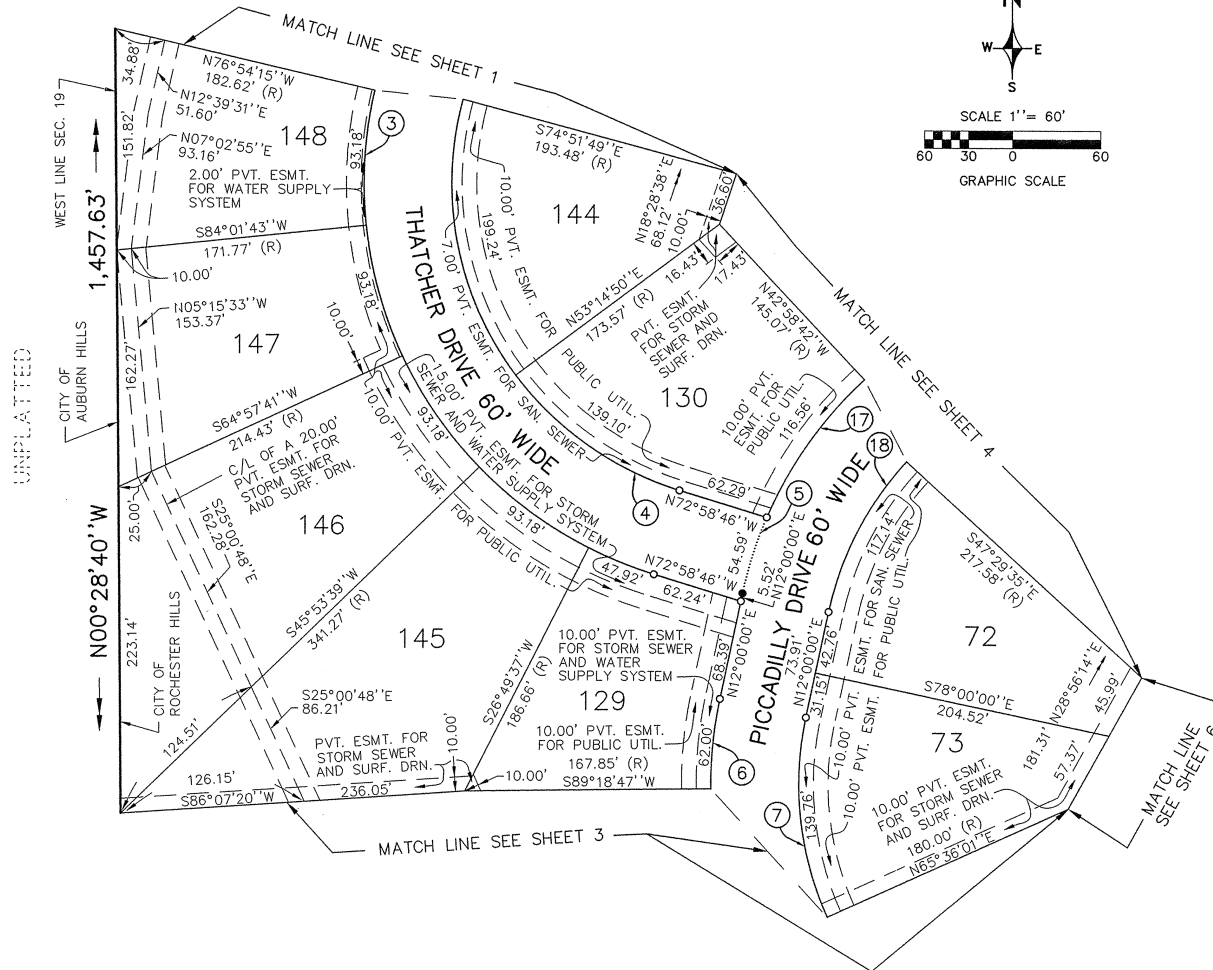 N
W E
S
SCALE 1''= 60'
60 30 0 60
GRAPHIC SCALE
MATCH LINE SEE SHEET 1
WEST LINE SEC. 19
34.88'
151.82'
N76°54'15''W
182.62' (R)
N12°39'31''E
51.60'
148
N07°02'55''E
93.16'
2.00' PVT. ESMT.
FOR WATER SUPPLY
SYSTEM
93.18'
3
S84°01'43''W
171.77' (R)
1,457.63'
10.00'
N05°15'33''W
153.37'
147
93.18'
10.00'
162.27'
UNPLATTED
CITY OF
AUBURN HILLS
S64°57'41''W
214.43' (R)
C/L OF A 20.00'
PVT. ESMT. FOR
STORM SEWER
AND SURF. DRN.
25.00'
S25°00'48''E
162.28'
146
N00°28'40''W
223.14'
CITY OF
ROCHESTER HILLS
S45°53'39''W
341.27' (R)
145
124.51'
S25°00'48''E
86.21'
PVT. ESMT. FOR
STORM SEWER
AND SURF. DRN.
10.00'
10.00'
126.15'
S86°07'20''W
236.05'
MATCH LINE SEE SHEET 3
THATCHER DRIVE 60' WIDE
7.00' PVT. ESMT. FOR SAN. SEWER
10.00' PVT. ESMT. FOR
PUBLIC UTIL.
199.24'
S74°51'49''E
193.48' (R)
144
N18°28'38''E
68.12'
10.00'
36.60'
N53°14'50''E
173.57' (R)
16.43'
17.43'
PVT. ESMT.
FOR STORM
SEWER AND
SURF. DRN.
N42°58'42''W
145.07' (R)
130
139.10'
10.00' PVT.
ESMT. FOR
PUBLIC UTIL.
116.56'
17
18
MATCH LINE SEE SHEET 4
62.29'
N72°58'46''W
4
5
15.00' PVT. ESMT. FOR STORM
SEWER AND WATER SUPPLY SYSTEM
93.18'
10.00' PVT. ESMT. FOR PUBLIC UTIL.
93.18'
47.92'
N72°58'46''W
62.24'
54.59'
5.52'
N12°00'00''E
S26°49'37''W
186.66' (R)
10.00' PVT. ESMT.
FOR STORM SEWER
AND WATER
SUPPLY SYSTEM
129
10.00' PVT. ESMT.
FOR PUBLIC UTIL.
167.85' (R)
S89°18'47''W
68.39'
N12°00'00''E
62.00'
6
PICCADILLY DRIVE 60' WIDE
73.91'
N12°00'00''E
42.76'
31.15'
117.14'
ESMT. FOR SAN. SEWER
10.00' PVT.
10.00' PVT. ESMT. FOR PUBLIC UTIL.
S47°29'35''E
217.58' (R)
72
S78°00'00''E
204.52'
N28°56'14''E
181.31'
45.99'
57.37'
73
10.00' PVT. ESMT.
FOR STORM SEWER
AND SURF. DRN.
180.00' (R)
N65°36'01''E
139.76'
7
MATCH LINE
SEE SHEET 6